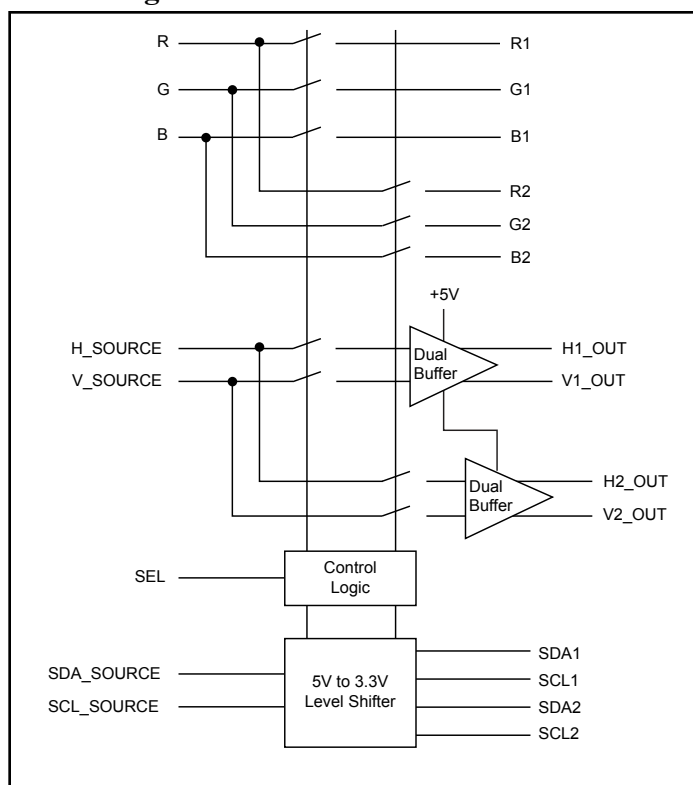 R
R1
G
G1
B
B1
R2
G2
B2
+5V
H_SOURCE
Dual
Buffer
H1_OUT
V_SOURCE
V1_OUT
Dual
Buffer
H2_OUT
V2_OUT
SEL
Control
Logic
SDA_SOURCE
SCL_SOURCE
5V to 3.3V
Level Shifter
SDA1
SCL1
SDA2
SCL2